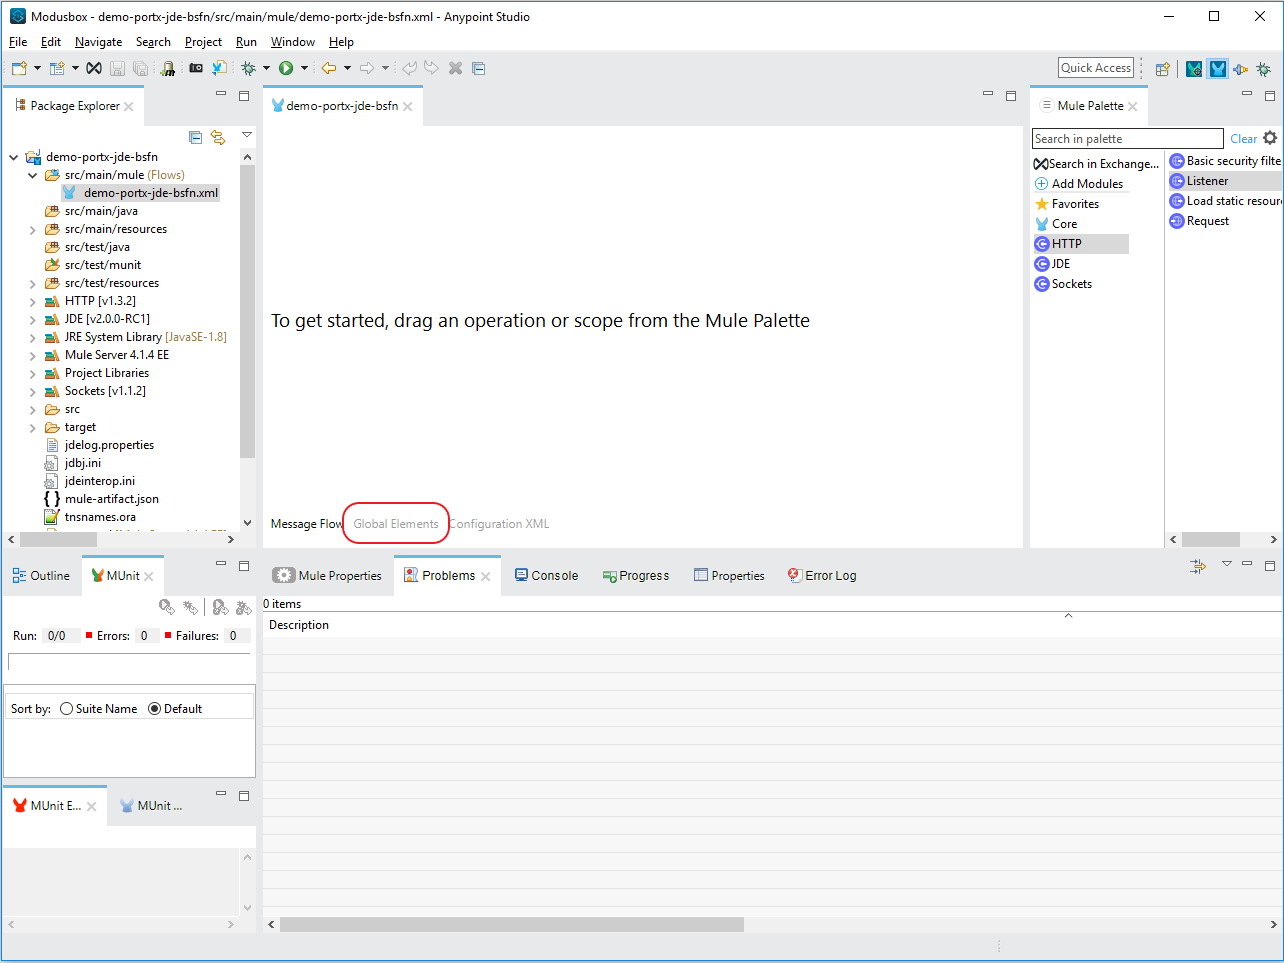 Modusbox - demo-portx-jde-bsfn/src/main/mule/demo-portx-jde-bsfn.xml - Anypoint Studio
File Edit Navigate Search Project Run Window Help
Quick Access
Package Explorer
demo-portx-jde-bsfn
src/main/mule (Flows)
demo-portx-jde-bsfn.xml
src/main/java
src/main/resources
src/test/java
src/test/munit
src/test/resources
HTTP [v1.3.2]
JDE [v2.0.0-RC1]
JRE System Library [JavaSE-1.8]
Mule Server 4.1.4 EE
Project Libraries
Sockets [v1.1.2]
src
target
jdelog.properties
jdbj.ini
jdeinterop.ini
mule-artifact.json
tnsnames.ora
demo-portx-jde-bsfn
To get started, drag an operation or scope from the Mule Palette
Message Flow Global Elements Configuration XML
Mule Palette
Search in palette
Clear
Search in Exchange...
Add Modules
Favorites
Core
HTTP
JDE
Sockets
Basic security filte
Listener
Load static resour
Request
Outline
MUnit
Run: 0/0 Errors: 0 Failures: 0
Sort by: Suite Name Default
MUnit E...
MUnit ...
Mule Properties
Problems
Console
Progress
Properties
Error Log
0 items
Description